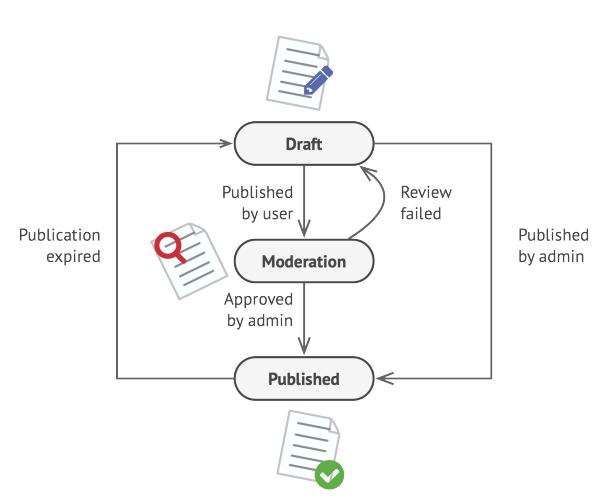 Draft
Published
by user
Review
failed
Publication
expired
Published
by admin
Moderation
Approved
by admin
Published